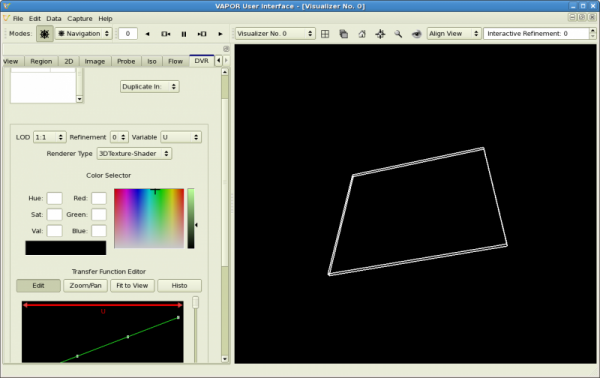 VAPOR User Interface - [Visualizer No. 0]
File Edit Data Capture Help
Modes: Navigation 0 Visualizer No. 0 Align View Interactive Refinement: 0
View Region 2D Image Probe Iso Flow DVR
Duplicate In:
LOD 1:1 Refinement 0 Variable U
Renderer Type 3DTexture-Shader
Color Selector
Hue: Red:
Sat: Green:
Val: Blue:
Transfer Function Editor
Edit Zoom/Pan Fit to View Histo
U